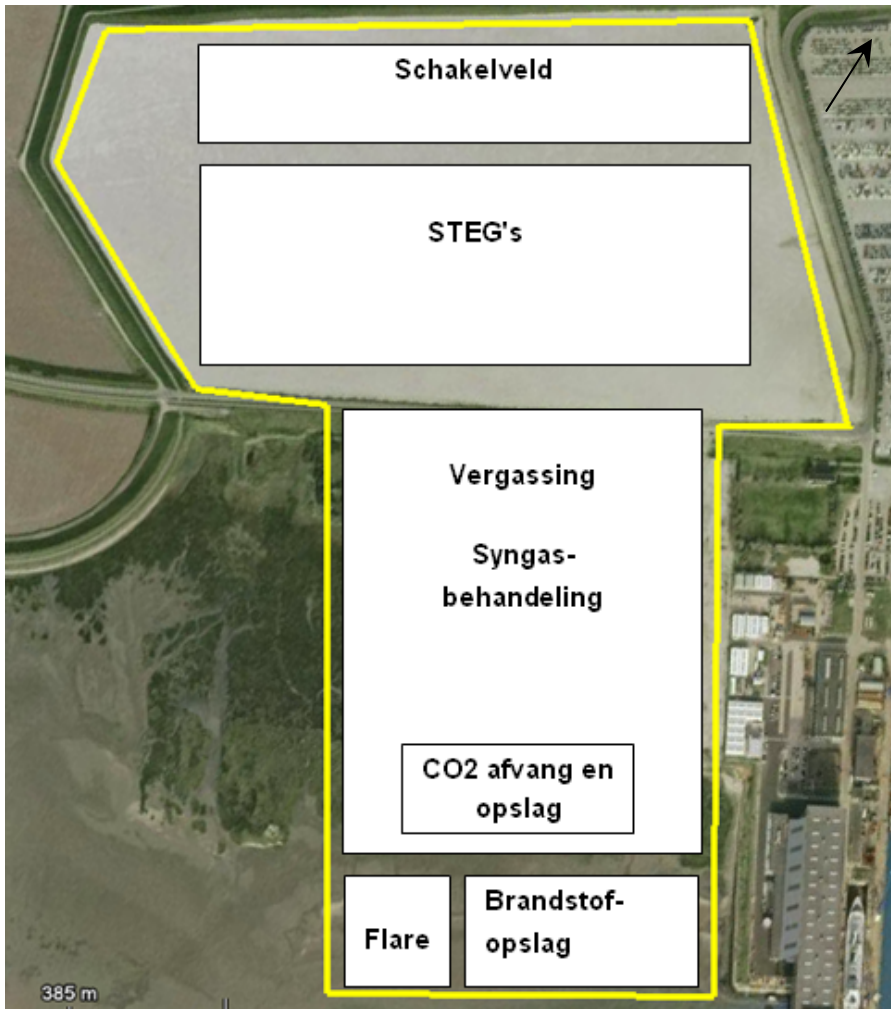 Schakelveld
STEG's
Vergassing
Syngas-
behandeling
CO2 afvang en
opslag
Flare
Brandstof-
opslag
385 m